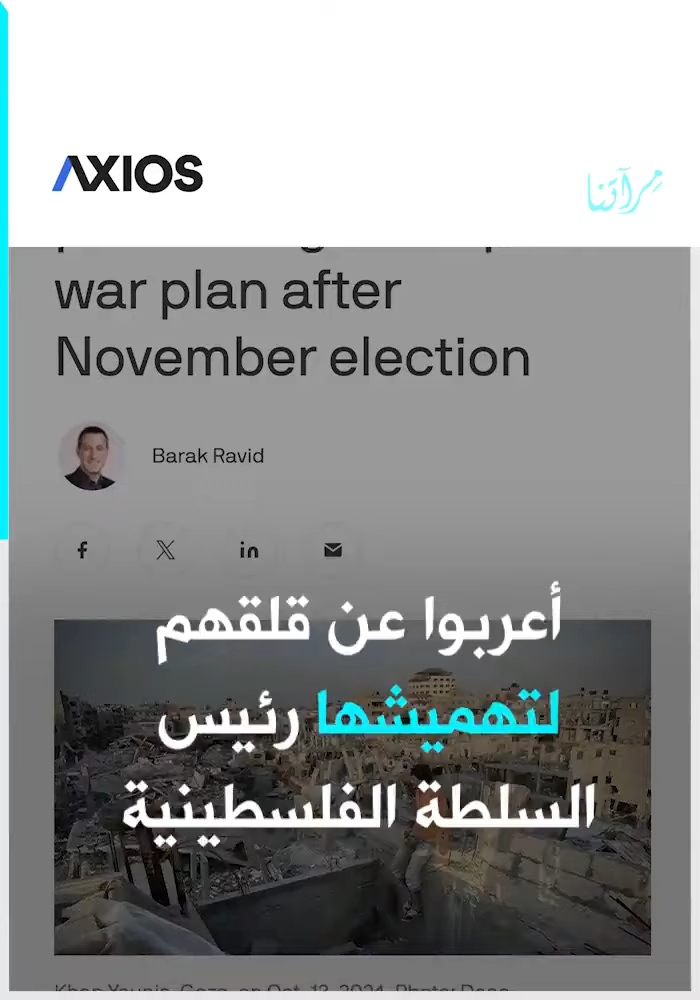 AXIOS
مرآتنا
war plan after
November election
Barak Ravid
أعربوا عن قلقهم
لتهميشها رئيس
السلطة الفلسطينية